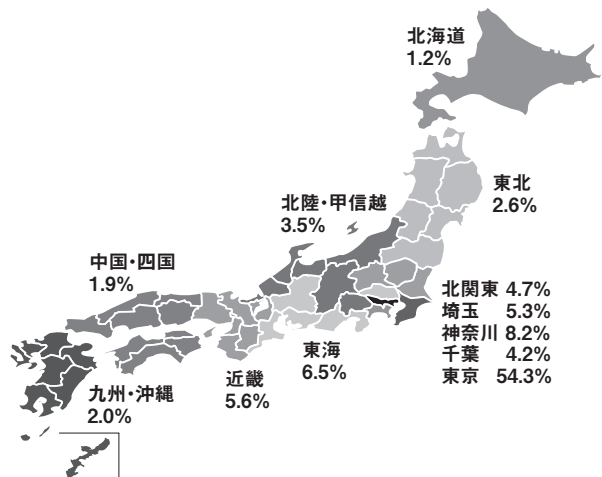 北海道
1.2%
東北
2.6%
北陸・甲信越
3.5%
中国・四国
1.9%
北関東 4.7%
埼玉 5.3%
神奈川 8.2%
千葉 4.2%
東京 54.3%
東海
6.5%
近畿
5.6%
九州・沖縄
2.0%